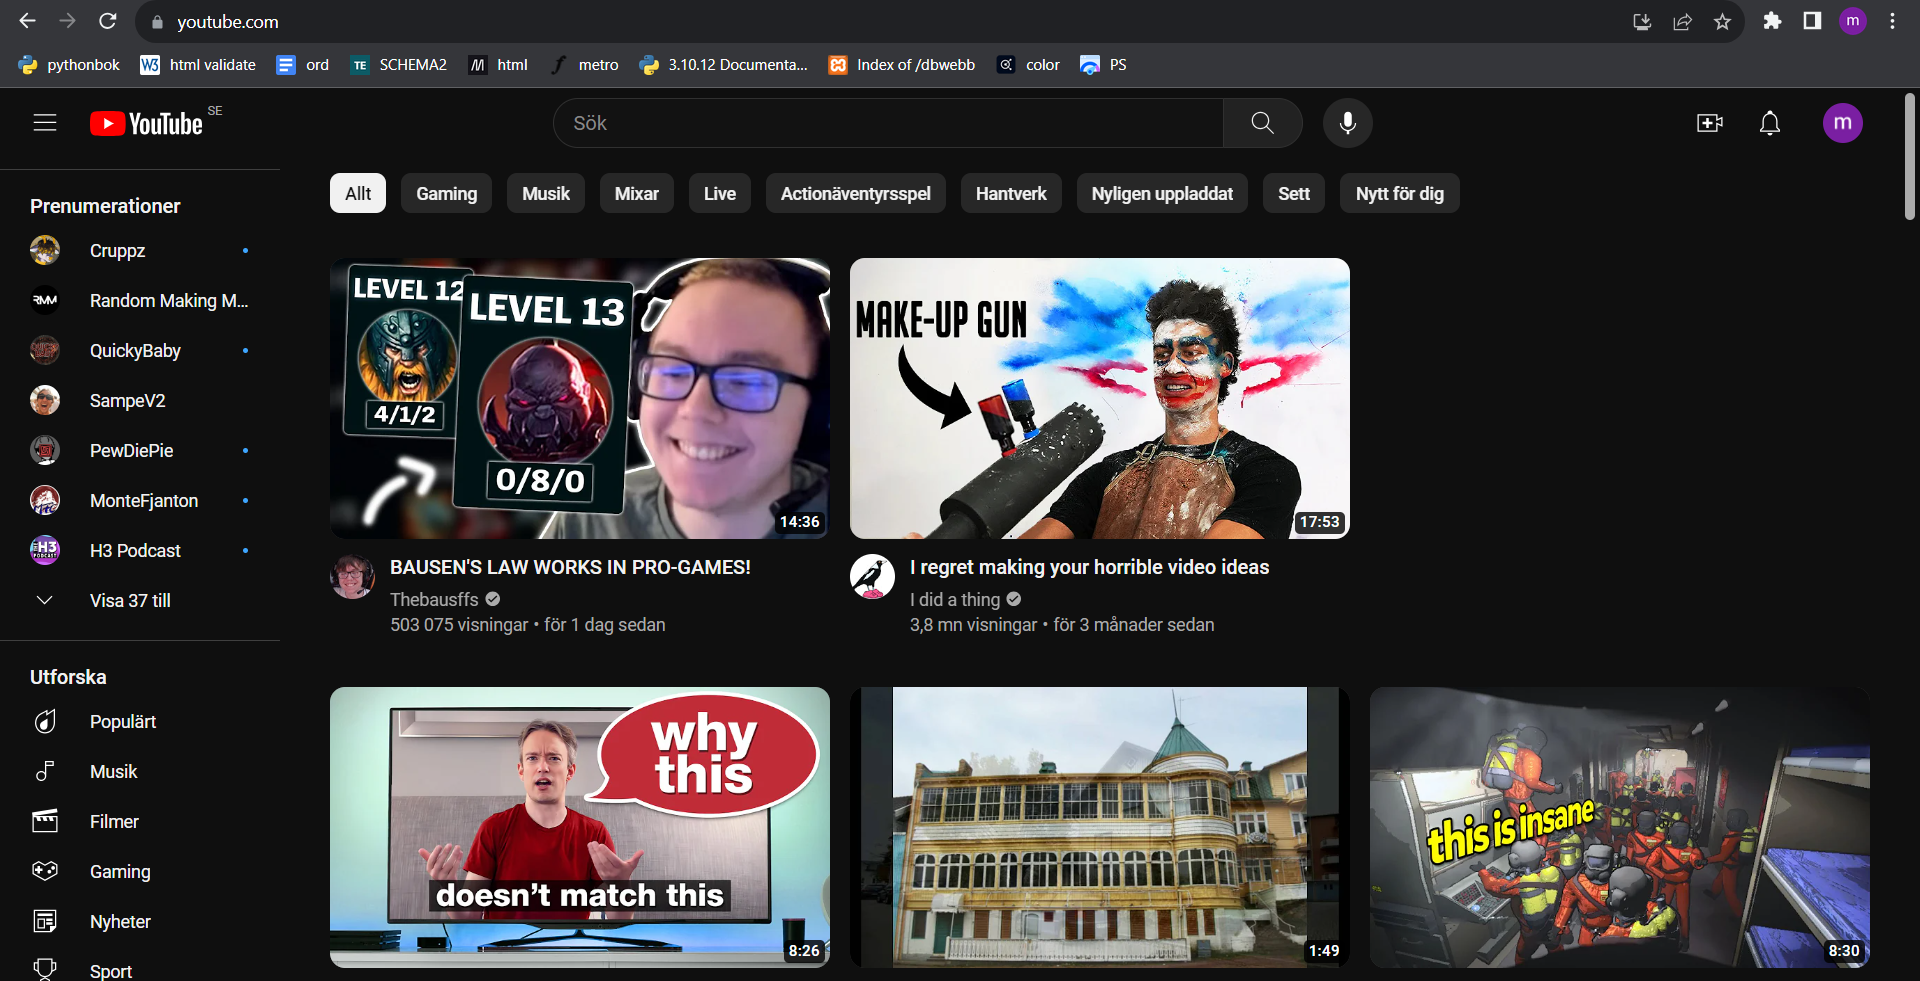 youtube.com
m
pythonbok
W3 html validate
ord
TE SCHEMA2
html
metro
3.10.12 Documenta...
Index of /dbwebb
color
PS
YouTube SE
Sök
m
Allt
Gaming
Musik
Mixar
Live
Actionäventyrsspel
Hantverk
Nyligen uppladdat
Sett
Nytt för dig
Prenumerationer
Cruppz
RMM
Random Making M...
QuickyBaby
SampeV2
PewDiePie
MonteFjanton
H3 PODCAST
H3 Podcast
Visa 37 till
Utforska
Populärt
Musik
Filmer
Gaming
Nyheter
Sport
LEVEL 12
4/1/2
LEVEL 13
0/8/0
14:36
BAUSEN'S LAW WORKS IN PRO-GAMES!
Thebausffs
503 075 visningar • för 1 dag sedan
MAKE-UP GUN
17:53
I regret making your horrible video ideas
I did a thing
3,8 mn visningar • för 3 månader sedan
why
this
doesn't match this
8:26
1:49
this is insane
8:30